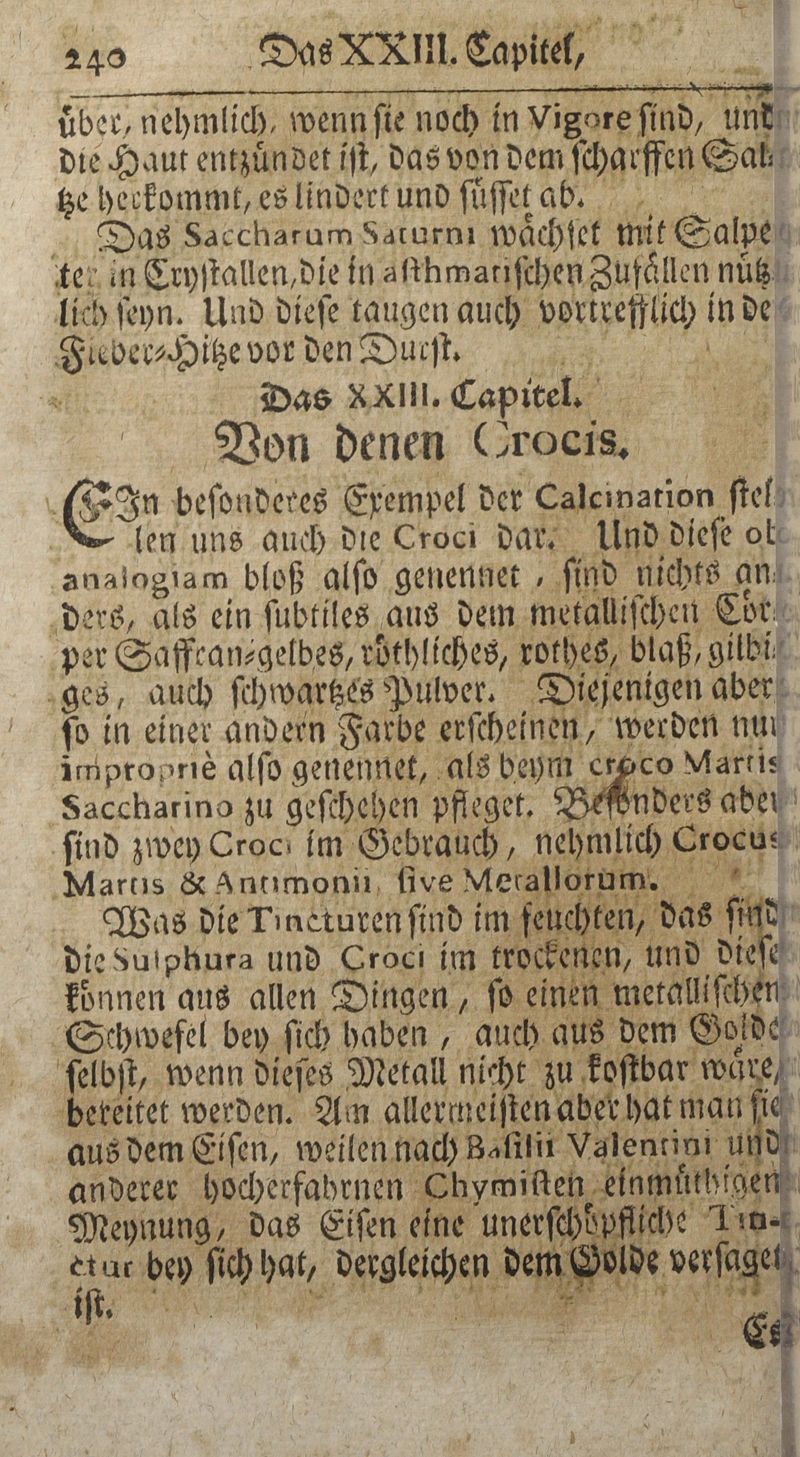 240 Das XXIII. Capitel,
über, nehmlich, wenn ſie noch in Vigore ſind, und
die Haut entzündet iſt, das von dem ſcharffen Sal-
tze herkommt, es lindert und ſüſſet ab.
Das Saccharum Saturni wächſet mit Salpe-
ter in Cryſtallen, die in aſthmatiſchen Zufällen nütz-
lich ſeyn. Und dieſe taugen auch vortrefflich in de
Fieber-Hitze vor den Durſt.
Das XXIII. Capitel.
Von denen Crocis.
EIn beſonderes Exempel der Calcination ſtel-
len uns auch die Croci dar. Und dieſe ob
analogiam bloß alſo genennet, ſind nichts an-
ders, als ein ſubtiles aus dem metalliſchen Cör-
per Saffran-gelbes, röthliches, rothes, blaß, gilbi-
ges, auch ſchwartzes Pulver. Diejenigen aber
ſo in einer andern Farbe erſcheinen, werden nur
impropriè alſo genennet, als beym croco Martis
Saccharino zu geſchehen pfleget. Beſonders aber
ſind zwey Croci im Gebrauch, nehmlich Crocus
Martis & Antimonii, ſive Metallorum.
Was die Tincturen ſind im feuchten, das ſind
die Sulphura und Croci im trockenen, und dieſe
können aus allen Dingen, ſo einen metalliſchen
Schwefel bey ſich haben, auch aus dem Golde
ſelbſt, wenn dieſes Metall nicht zu koſtbar wäre,
bereitet werden. Am allermeiſten aber hat man ſie
aus dem Eiſen, weilen nach Baſilii Valentini und
anderer hocherfahrnen Chymiſten einmüthigen
Meynung, das Eiſen eine unerſchöpfliche Tin-
ctur bey ſich hat, dergleichen dem Golde verſaget
iſt.
Es